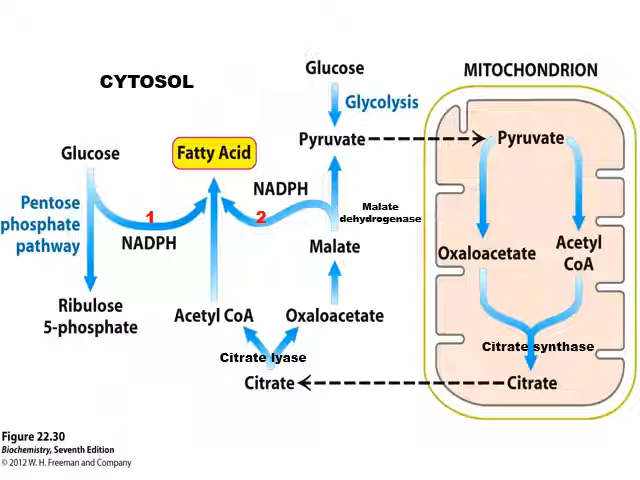 CYTOSOL
Glucose
MITOCHONDRION
Glycolysis
Pyruvate
Pyruvate
Glucose
Fatty Acid
NADPH
Pentose
phosphate
pathway
1
2
Malate
dehydrogenase
NADPH
Malate
Oxaloacetate
Acetyl
CoA
Ribulose
5-phosphate
Acetyl CoA
Oxaloacetate
Citrate lyase
Citrate synthase
Citrate
Citrate
Figure 22.30
Biochemistry, Seventh Edition
© 2012 W. H. Freeman and Company